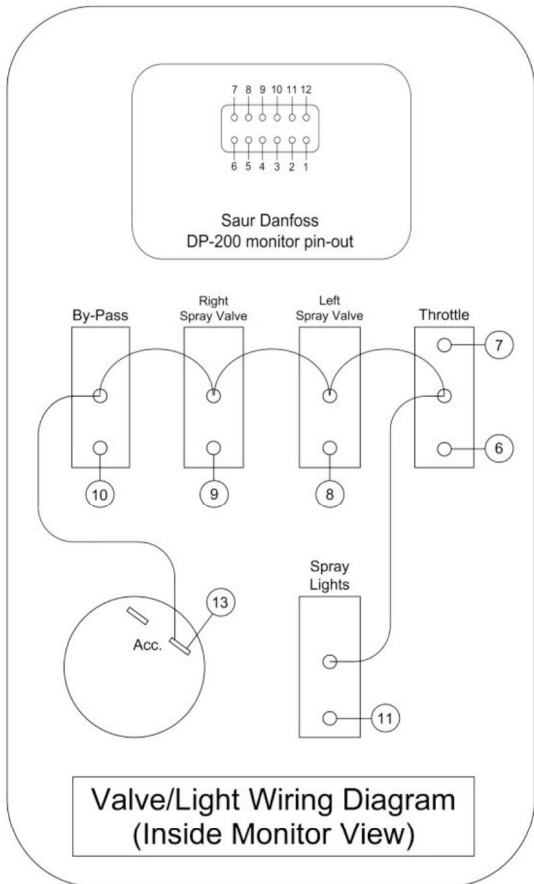 7 8 9 10 11 12
6 5 4 3 2 1
Saur Danfoss
DP-200 monitor pin-out
By-Pass
Right
Spray Valve
Left
Spray Valve
Throttle
7
6
10
9
8
Spray
Lights
13
Acc.
11
Valve/Light Wiring Diagram
(Inside Monitor View)